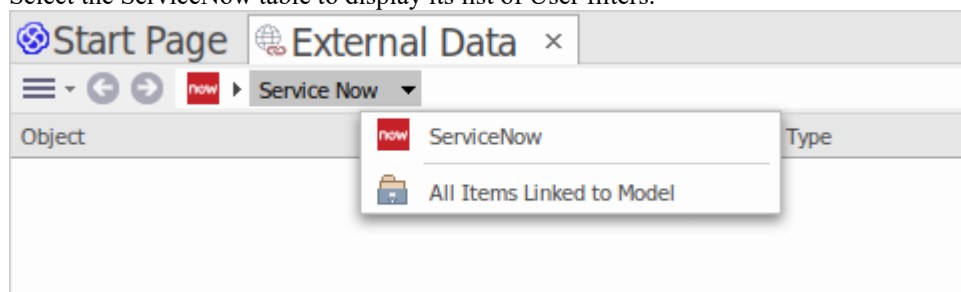 Select the ServiceNow table to display its list of User filters.
Start Page External Data ×
now Service Now
Object Type
now ServiceNow
All Items Linked to Model